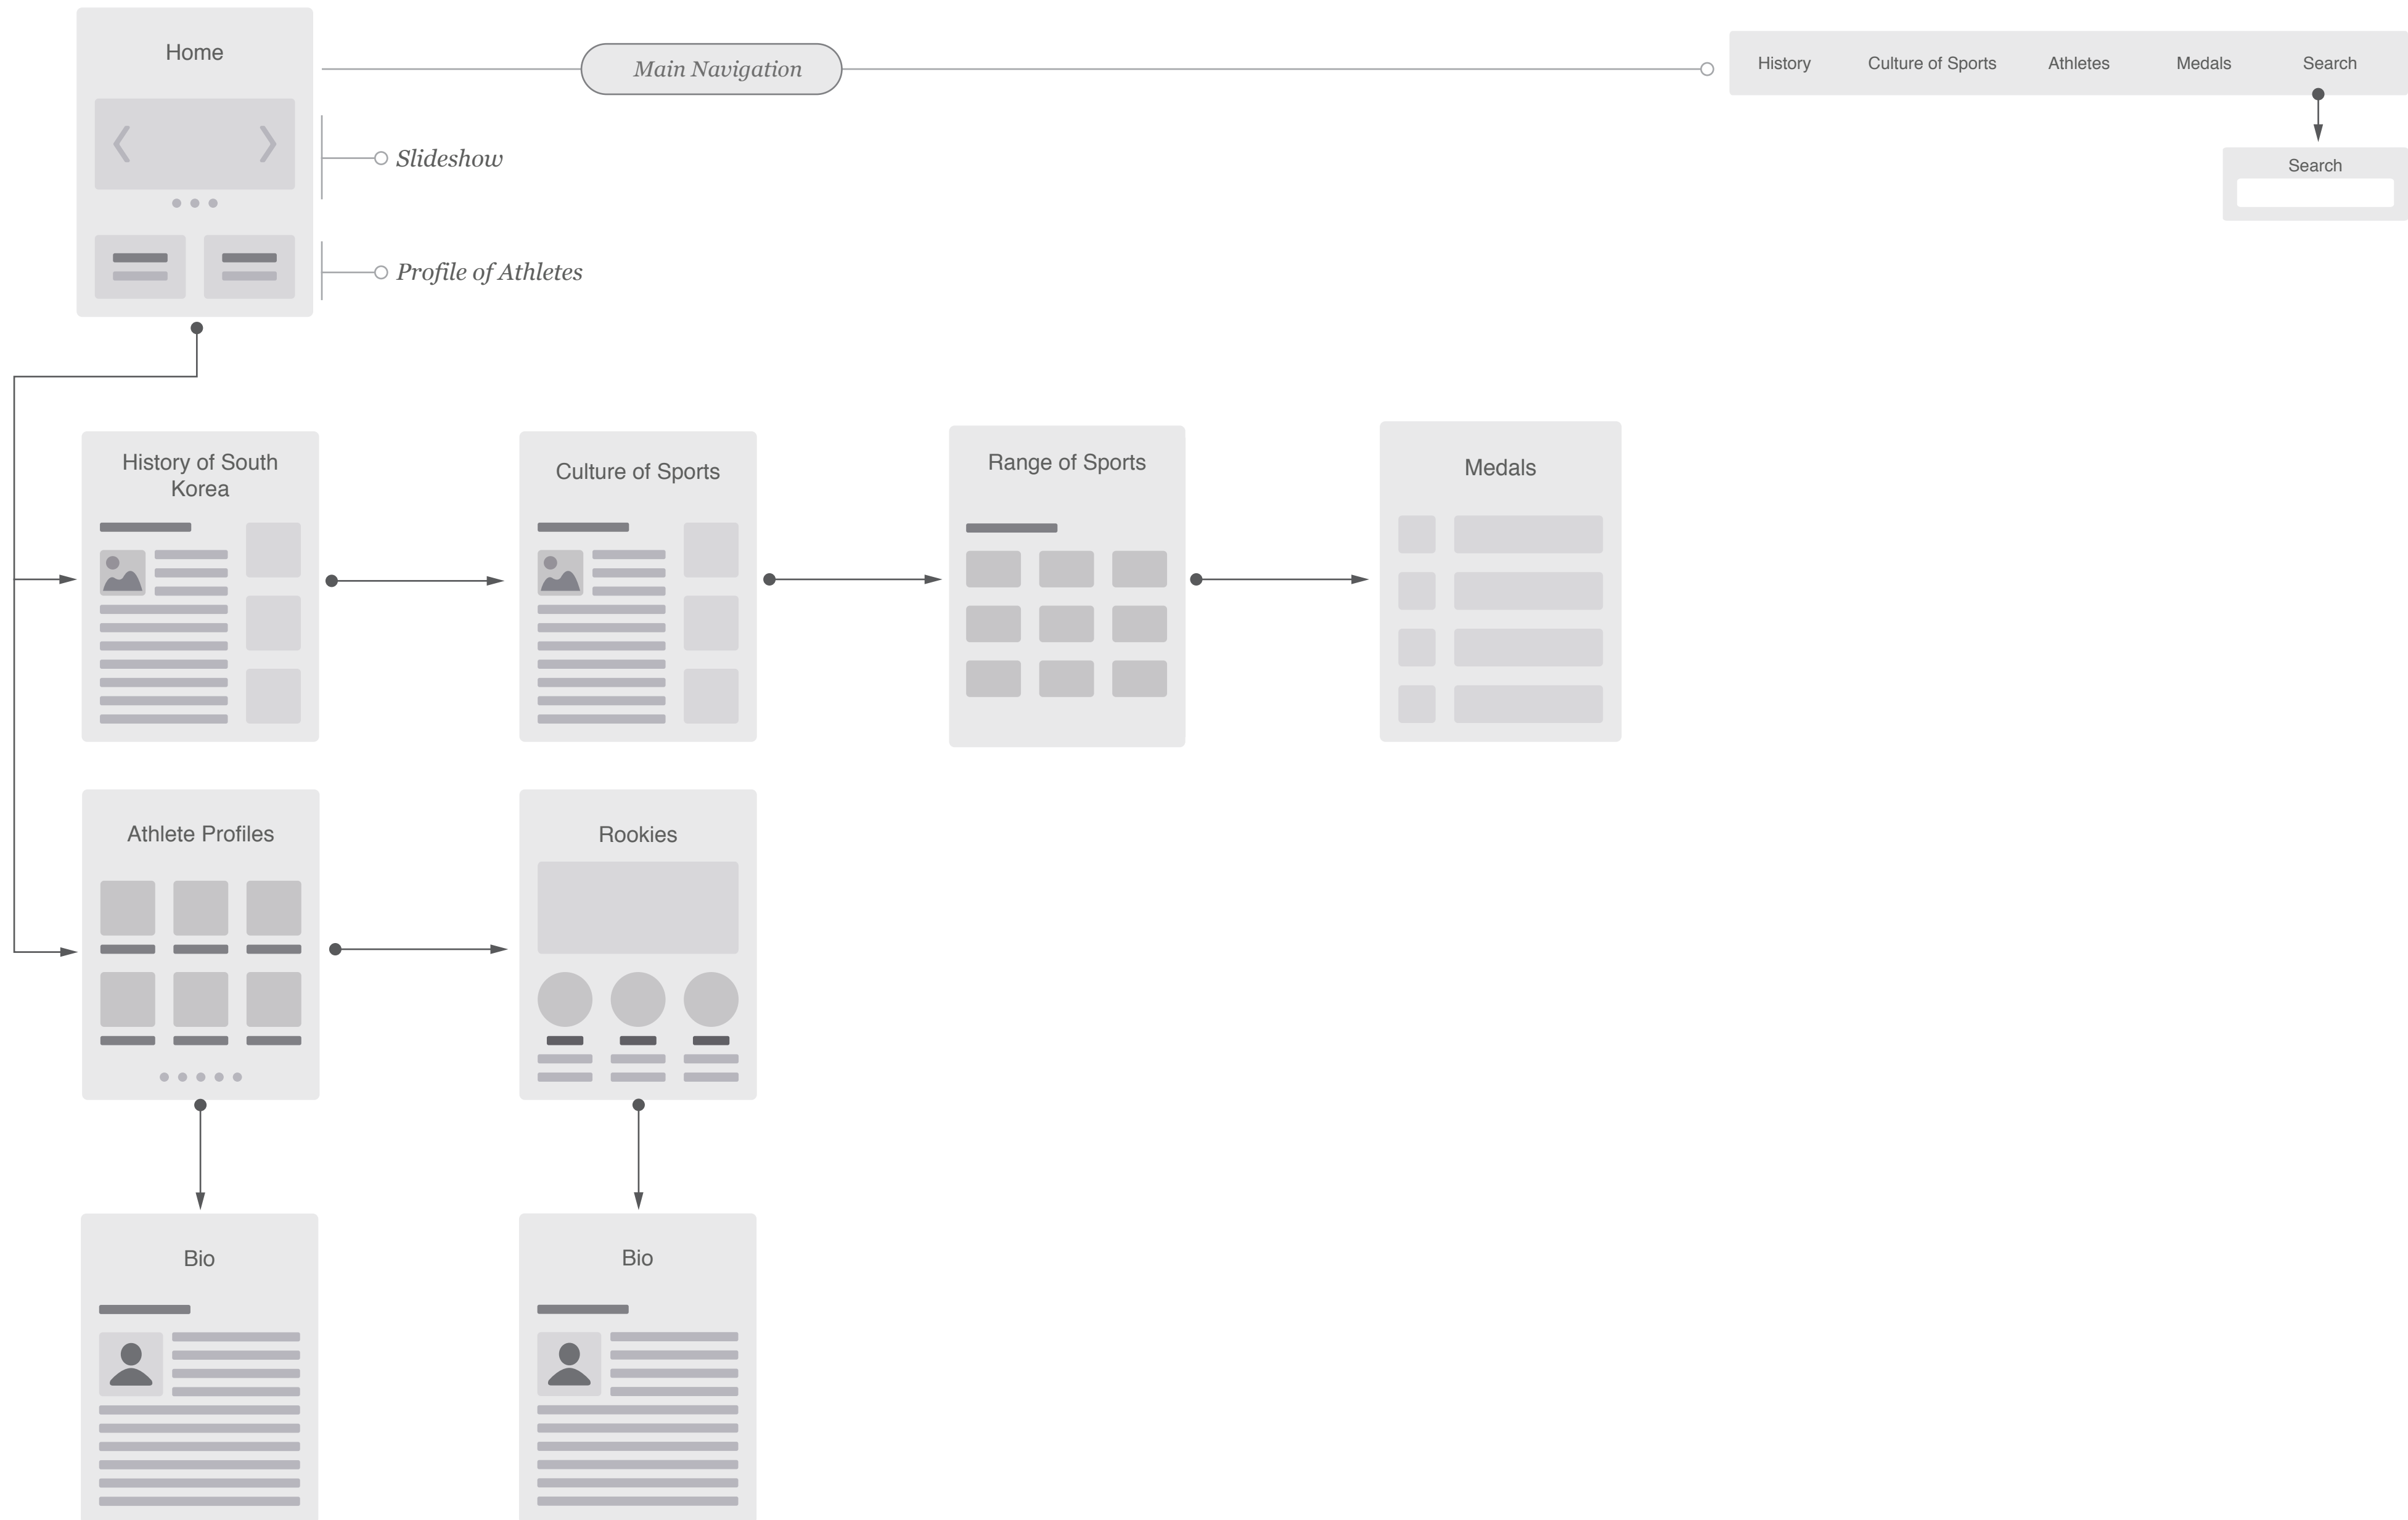 Home
Main Navigation
History
Culture of Sports
Athletes
Medals
Search
Slideshow
Search
Profile of Athletes
History of South
Korea
Culture of Sports
Range of Sports
Medals
Athlete Profiles
Rookies
Bio
Bio